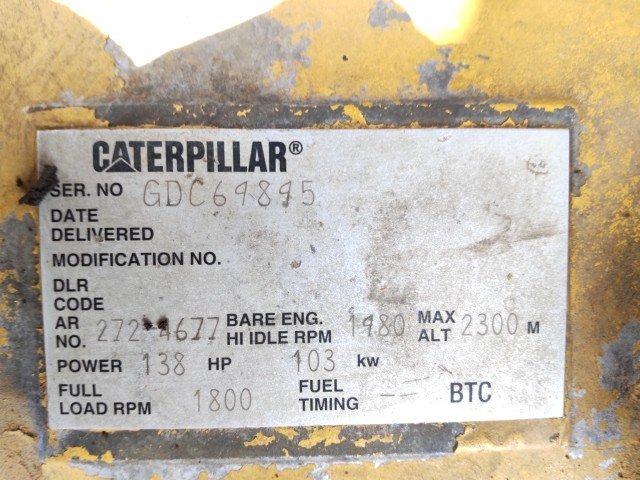 CATERPILLAR®
SER. NO GDC64845
DATE
DELIVERED
MODIFICATION NO.
DLR
CODE
AR NO. 272-4677 BARE ENG. HI IDLE RPM 1980 MAX ALT 2300 M
POWER 138 HP 103 kw
FULL LOAD RPM 1800 FUEL TIMING -- BTC